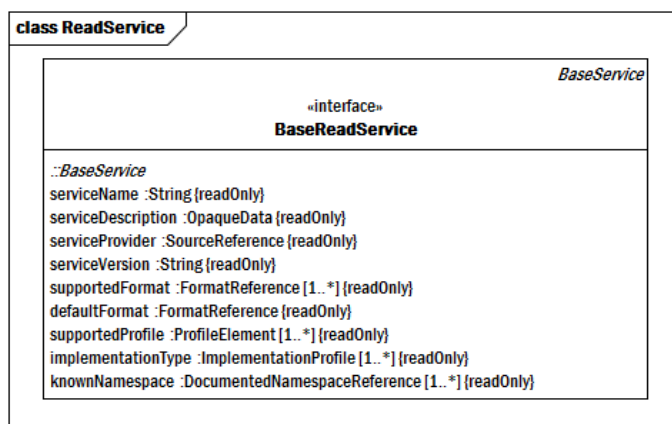 class ReadService
BaseService
«interface»
BaseReadService
::BaseService
serviceName :String {readOnly}
serviceDescription :OpaqueData {readOnly}
serviceProvider :SourceReference {readOnly}
serviceVersion :String {readOnly}
supportedFormat :FormatReference [1..*] {readOnly}
defaultFormat :FormatReference {readOnly}
supportedProfile :ProfileElement [1..*] {readOnly}
implementationType :ImplementationProfile [1..*] {readOnly}
knownNamespace :DocumentedNamespaceReference [1..*] {readOnly}